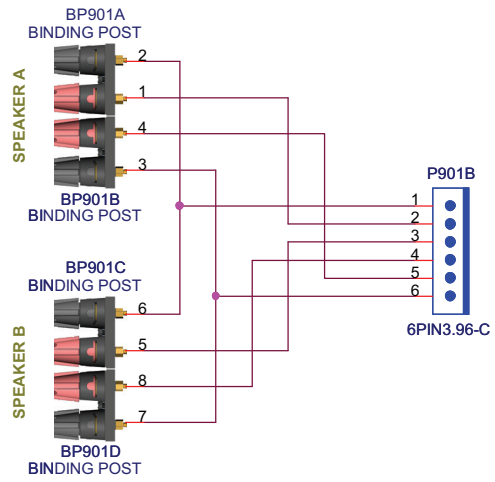 BP901A
BINDING POST
SPEAKER A
2
1
4
3
BP901B
BINDING POST
P901B
1
2
3
4
5
6
6PIN3.96-C
BP901C
BINDING POST
SPEAKER B
6
5
8
7
BP901D
BINDING POST